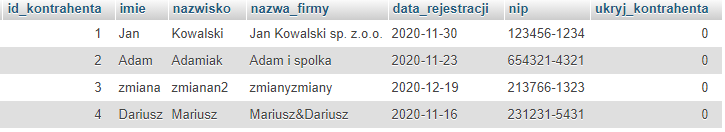 id_kontrahenta imie nazwisko nazwa_firmy data_rejestracji nip ukryj_kontrahenta
1 Jan Kowalski Jan Kowalski sp. z.o.o. 2020-11-30 123456-1234 0
2 Adam Adamiak Adam i spolka 2020-11-23 654321-4321 0
3 zmiana zmianan2 zmianyzmiany 2020-12-19 213766-1323 0
4 Dariusz Mariusz Mariusz&Dariusz 2020-11-16 231231-5431 0